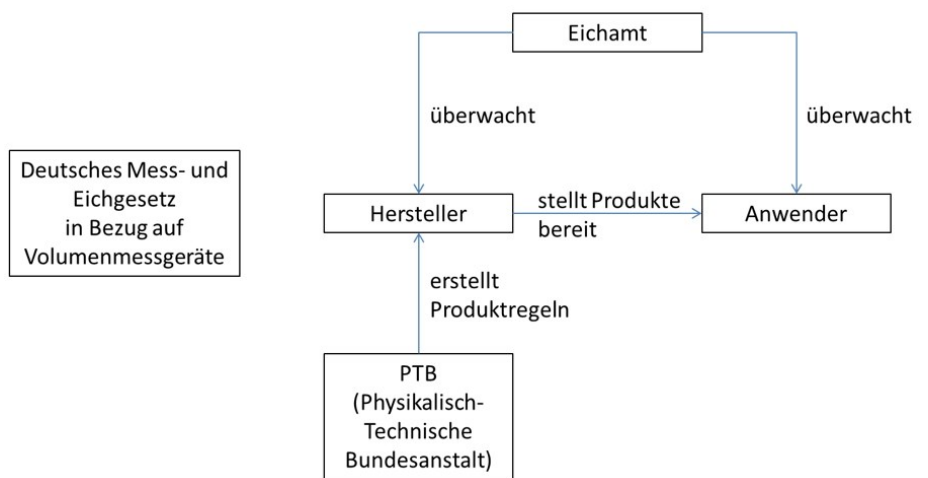 Eichamt
überwacht
überwacht
Deutsches Mess- und
Eichgesetz
in Bezug auf
Volumenmessgeräte
Hersteller
stellt Produkte
bereit
Anwender
erstellt
Produktregeln
PTB
(Physikalisch-
Technische
Bundesanstalt)